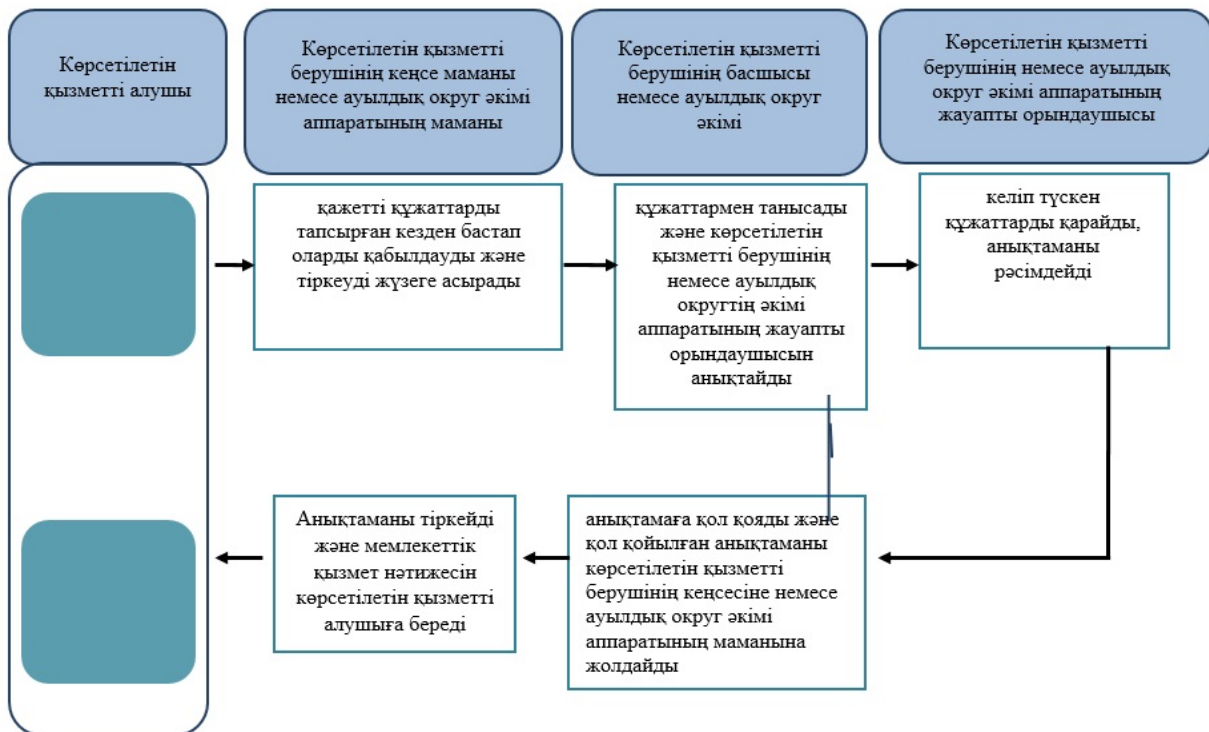 Көрсетілетін
қызметті алушы
Көрсетілетін қызметті
берушінің кеңсе маманы
немесе ауылдық округ әкімі
аппаратының маманы
Көрсетілетін қызметті
берушінің басшысы
немесе ауылдық округ
әкімі
Көрсетілетін қызметті
берушінің немесе ауылдық
округ әкімі аппаратының
жауапты орындаушысы
қажетті құжаттарды
тапсырған кезден бастап
оларды қабылдауды және
тіркеуді жүзеге асырады
құжаттармен танысады
және көрсетілетін
қызметті берушінің
немесе ауылдық
округтің әкімі
аппаратының жауапты
орындаушысын
анықтайды
келіп түскен
құжаттарды қарайды,
анықтаманы
рәсімдейді
Анықтаманы тіркейді
және мемлекеттік
қызмет нәтижесін
көрсетілетін қызметті
алушыға береді
анықтамаға қол қояды және
қол қойылған анықтаманы
көрсетілетін қызметті
берушінің кеңсесіне немесе
ауылдық округ әкімі
аппаратының маманына
жолдайды